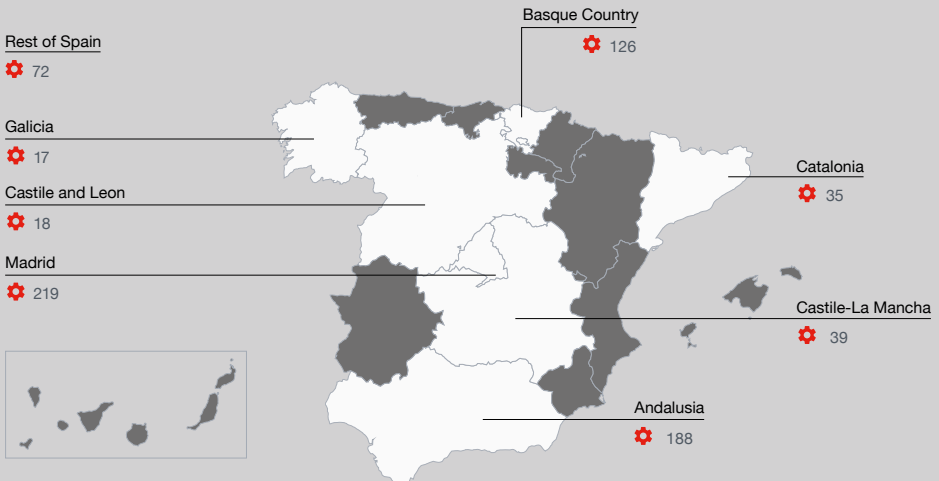 Basque Country
126
Rest of Spain
72
Galicia
17
Castile and Leon
18
Madrid
219
Catalonia
35
Castile-La Mancha
39
Andalusia
188